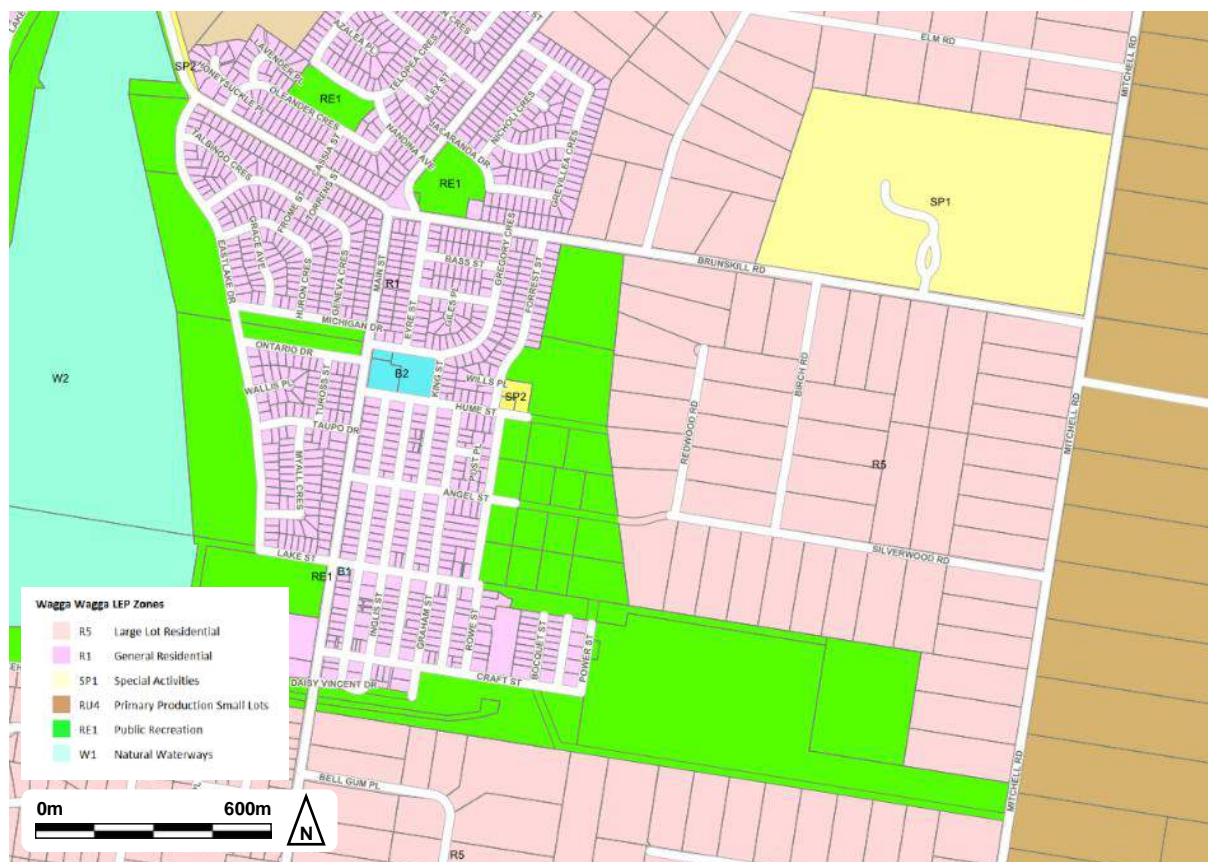 ELM RD
MITCHELL RD
AZALEA PL
TELOPEA CRES
ILEX ST
LAVENDER PL
HONEYSUCKLE PL
OLEANDER CRES
SP2
RE1
NANDINA AVE
JACARANDA DR
NICHOLI CRES
GREVILLEA CRES
CASSIA ST
TALBINGO CRES
RE1
SP1
FROME ST
TORRENS ST
GRACE AVE
EASTLAKE DR
HURON CRES
GENEVA CRES
MAIN ST
R1
BASS ST
GREGORY CRES
FORREST ST
BRUNSKILL RD
EYRE ST
GILES PL
MICHIGAN DR
ONTARIO DR
W2
B2
KING ST
WILLS PL
SP2
HUME ST
WALLIS PL
TUROSS ST
TAUPO DR
MYALL CRES
POST PL
ANGEL ST
REDWOOD RD
BIRCH RD
MITCHELL RD
R5
SILVERWOOD RD
LAKE ST
RE1
B1
INGLIS ST
GRAHAM ST
ROWE ST
BOCQUET ST
POWER ST
CRAFT ST
DAISY VINCENT DR
MITCHELL RD
BELL GUM PL
R5
Wagga Wagga LEP Zones
R5 Large Lot Residential
R1 General Residential
SP1 Special Activities
RU4 Primary Production Small Lots
RE1 Public Recreation
W1 Natural Waterways
0m 600m
N